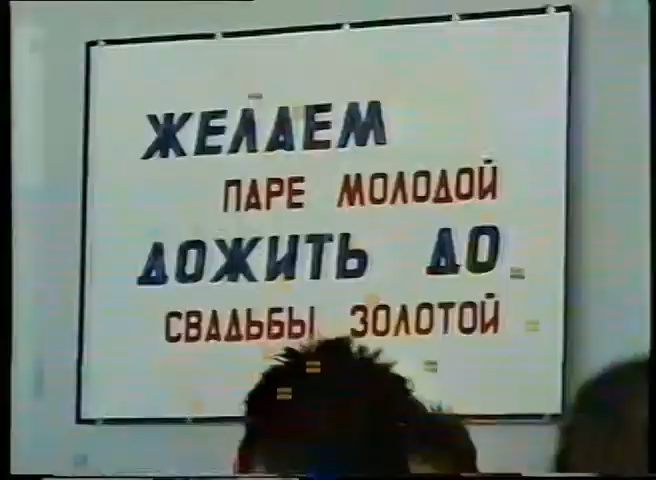 ЖЕЛАЕМ
ПАРЕ МОЛОДОЙ
ДОЖИТЬ ДО
СВАДЬБЫ ЗОЛОТОЙ